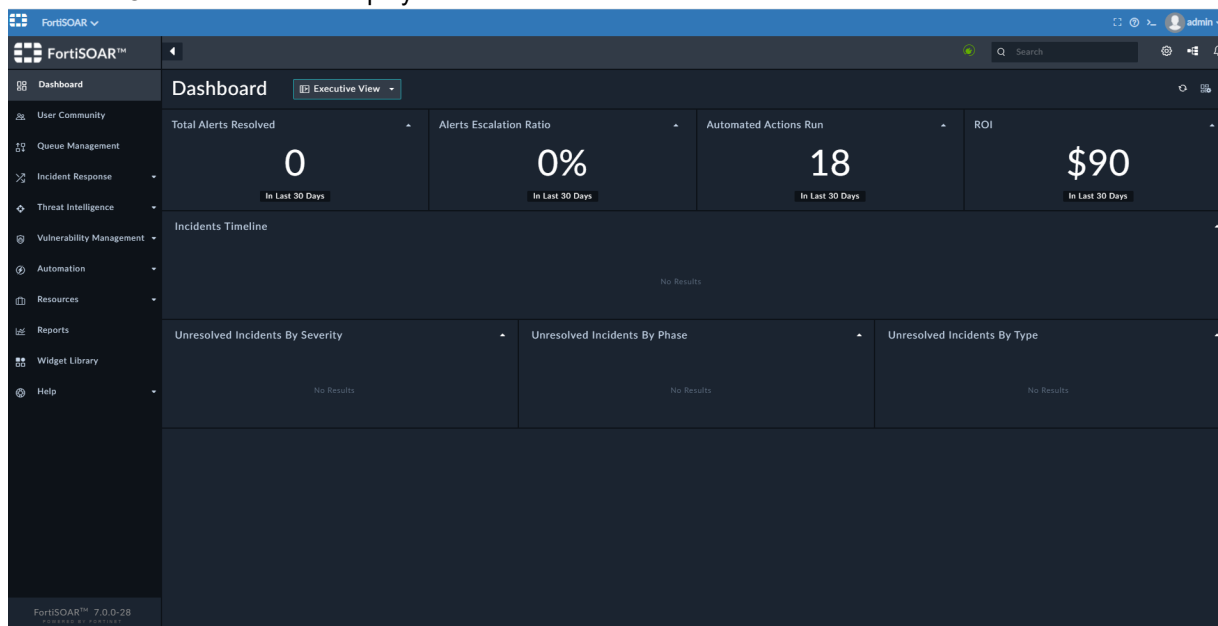 FortiSOAR
admin
FortiSOAR™
Search
Dashboard
User Community
Queue Management
Incident Response
Threat Intelligence
Vulnerability Management
Automation
Resources
Reports
Widget Library
Help
FortiSOAR™ 7.0.0-28
POWERED BY FORTINET
Dashboard
Executive View
Total Alerts Resolved
0
In Last 30 Days
Alerts Escalation Ratio
0%
In Last 30 Days
Automated Actions Run
18
In Last 30 Days
ROI
$90
In Last 30 Days
Incidents Timeline
No Results
Unresolved Incidents By Severity
No Results
Unresolved Incidents By Phase
No Results
Unresolved Incidents By Type
No Results